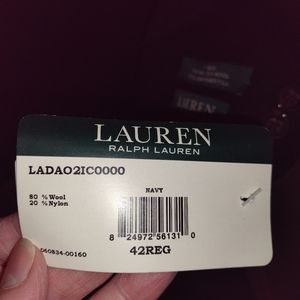 LAUREN
RALPH LAUREN
LADAO2IC0000
NAVY
80 % Wool
20 % Nylon
8 24972 56131 0
42REG
060834-00160